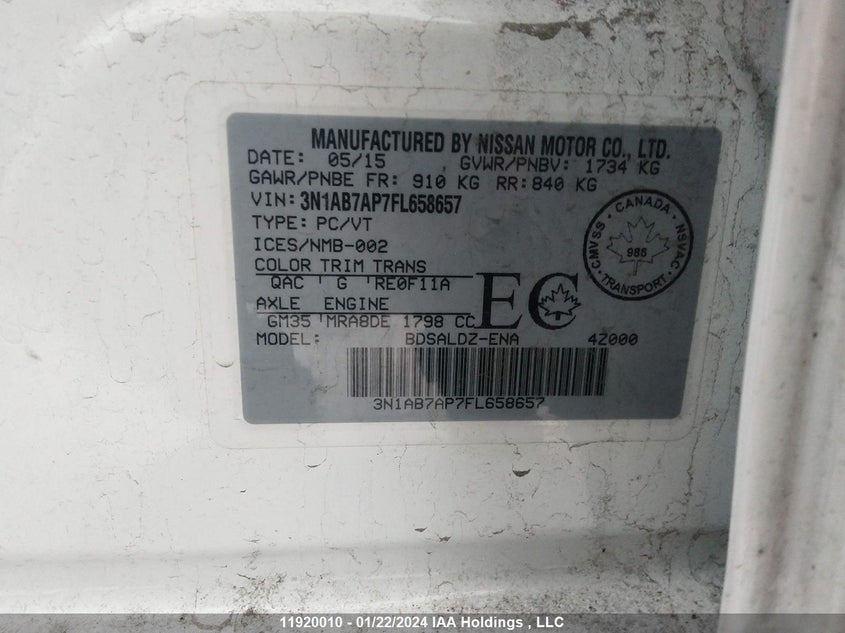 MANUFACTURED BY NISSAN MOTOR CO., LTD.
DATE: 05/15 GVWR/PNBV: 1734 KG
GAWR/PNBE FR: 910 KG RR: 840 KG
VIN: 3N1AB7AP7FL658657
TYPE: PC/VT
ICES/NMB-002
COLOR TRIM TRANS
QAC G RE0F11A
AXLE ENGINE
GM35 MRA8DE 1798 CC
EC
CANADA
CMVSS NSVAC
986
TRANSPORT
MODEL: BDSALDZ-ENA 42000
3N1AB7AP7FL658657
11920010 - 01/22/2024 IAA Holdings , LLC